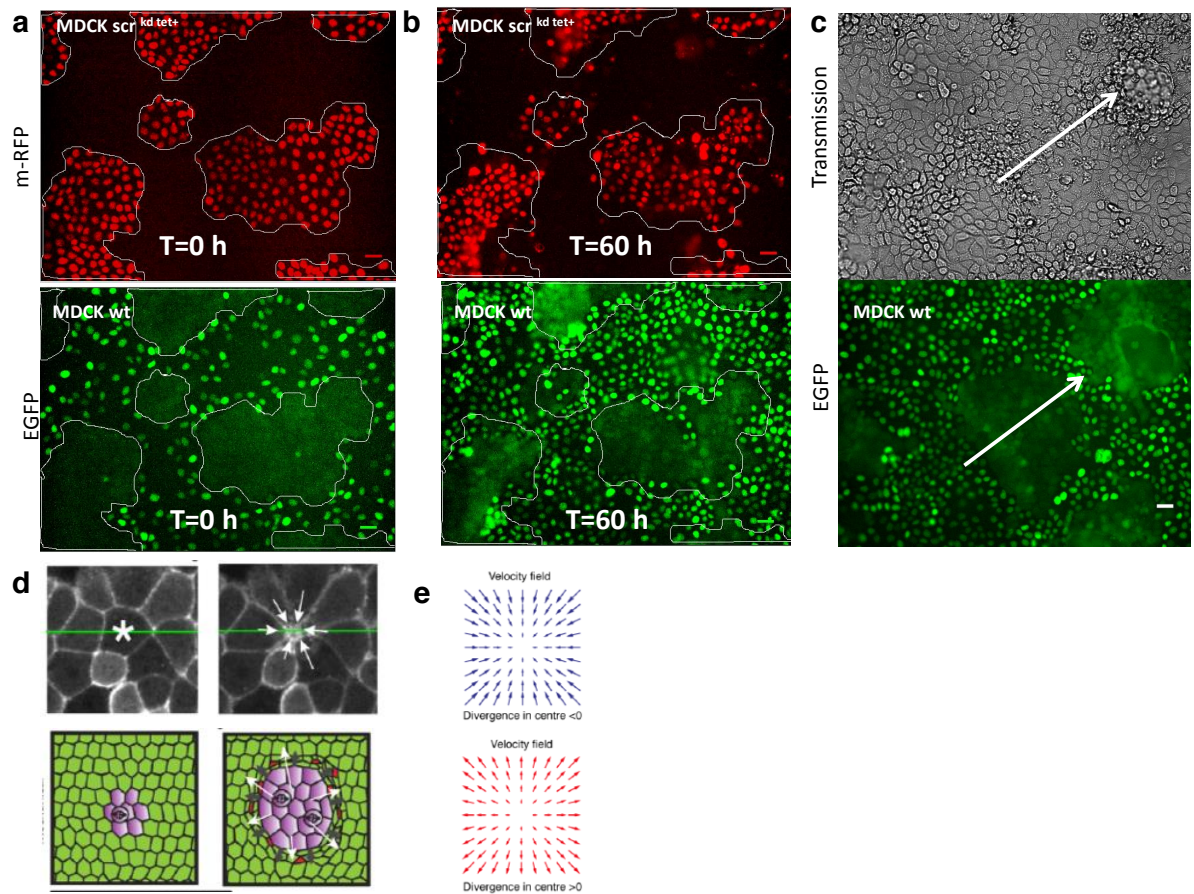 a
MDCK scr kd tet+
m-RFP
T=0 h
MDCK wt
EGFP
T=0 h
b
MDCK scr kd tet+
T=60 h
MDCK wt
T=60 h
c
Transmission
MDCK wt
EGFP
d
*
e
Velocity field
Divergence in centre <0
Velocity field
Divergence in centre >0